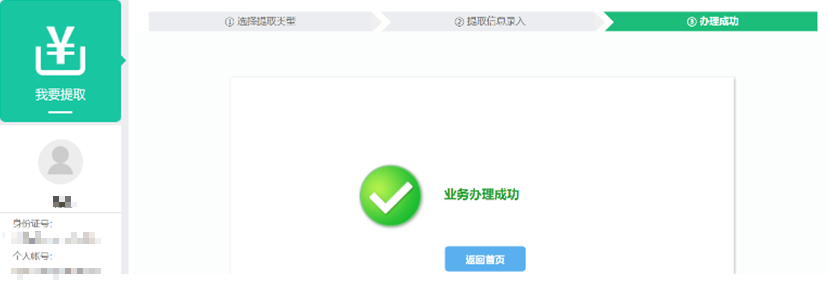 ① 选择提取类型
② 提取信息录入
③ 办理成功
我要提取
业务办理成功
身份证号：
个人帐号：
返回首页